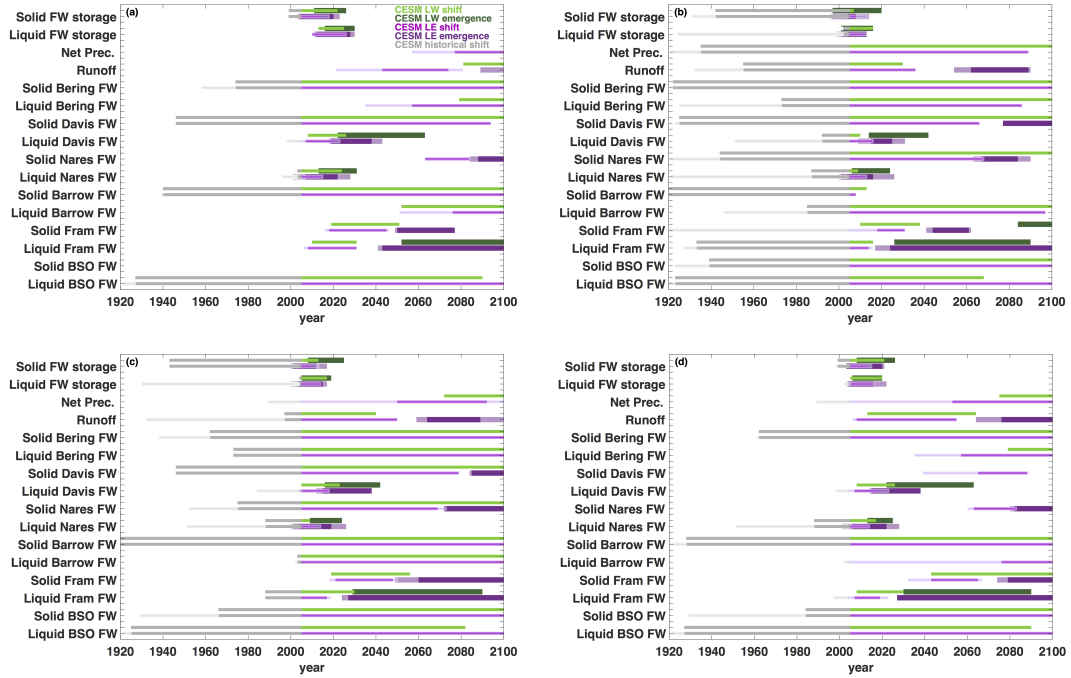 (a)
CESM LW shift
CESM LW emergence
CESM LE shift
CESM LE emergence
CESM historical shift
Solid FW storage
Liquid FW storage
Net Prec.
Runoff
Solid Bering FW
Liquid Bering FW
Solid Davis FW
Liquid Davis FW
Solid Nares FW
Liquid Nares FW
Solid Barrow FW
Liquid Barrow FW
Solid Fram FW
Liquid Fram FW
Solid BSO FW
Liquid BSO FW
1920 1940 1960 1980 2000 2020 2040 2060 2080 2100
year
(b)
Solid FW storage
Liquid FW storage
Net Prec.
Runoff
Solid Bering FW
Liquid Bering FW
Solid Davis FW
Liquid Davis FW
Solid Nares FW
Liquid Nares FW
Solid Barrow FW
Liquid Barrow FW
Solid Fram FW
Liquid Fram FW
Solid BSO FW
Liquid BSO FW
1920 1940 1960 1980 2000 2020 2040 2060 2080 2100
year
(c)
Solid FW storage
Liquid FW storage
Net Prec.
Runoff
Solid Bering FW
Liquid Bering FW
Solid Davis FW
Liquid Davis FW
Solid Nares FW
Liquid Nares FW
Solid Barrow FW
Liquid Barrow FW
Solid Fram FW
Liquid Fram FW
Solid BSO FW
Liquid BSO FW
1920 1940 1960 1980 2000 2020 2040 2060 2080 2100
year
(d)
Solid FW storage
Liquid FW storage
Net Prec.
Runoff
Solid Bering FW
Liquid Bering FW
Solid Davis FW
Liquid Davis FW
Solid Nares FW
Liquid Nares FW
Solid Barrow FW
Liquid Barrow FW
Solid Fram FW
Liquid Fram FW
Solid BSO FW
Liquid BSO FW
1920 1940 1960 1980 2000 2020 2040 2060 2080 2100
year